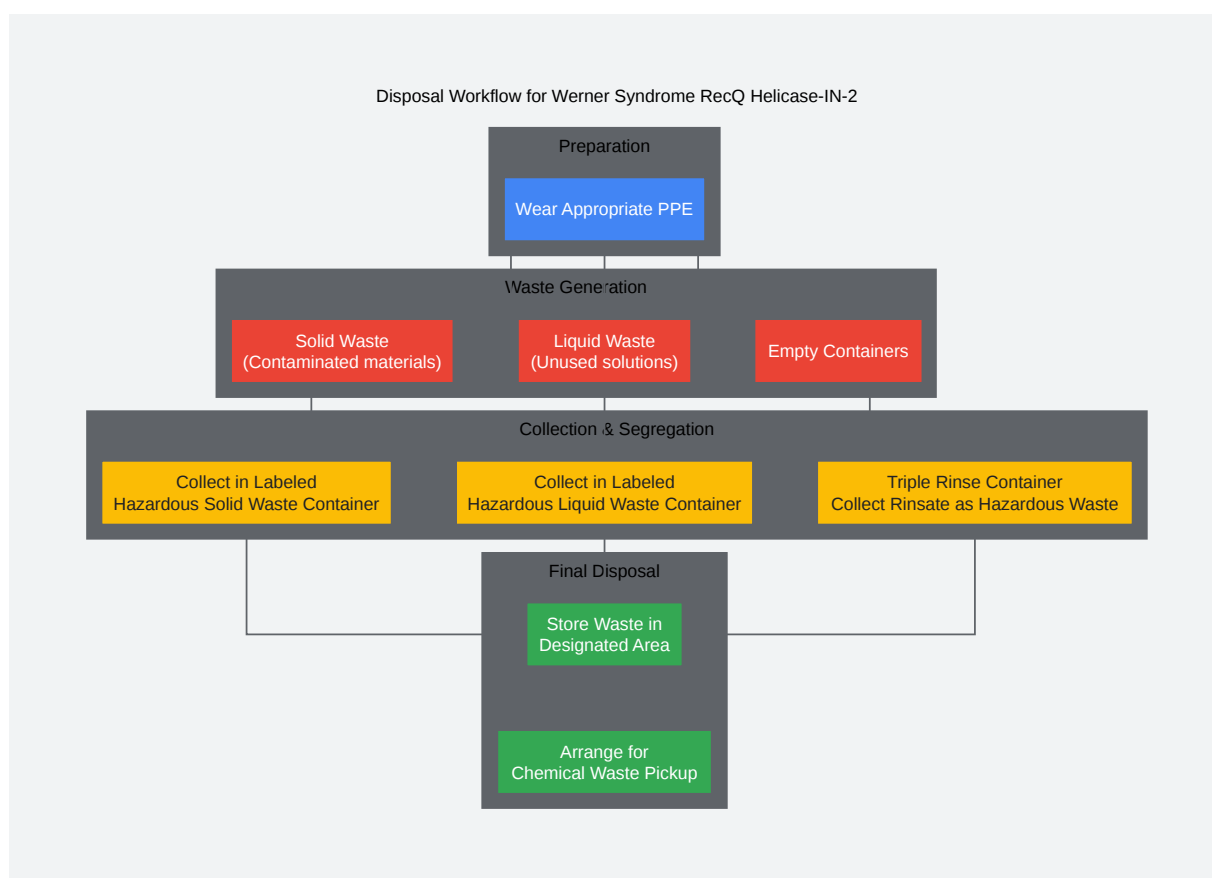 Disposal Workflow for Werner Syndrome RecQ Helicase-IN-2
Preparation
Wear Appropriate PPE
Waste Generation
Solid Waste
(Contaminated materials)
Liquid Waste
(Unused solutions)
Empty Containers
Collection & Segregation
Collect in Labeled
Hazardous Solid Waste Container
Collect in Labeled
Hazardous Liquid Waste Container
Triple Rinse Container
Collect Rinsate as Hazardous Waste
Final Disposal
Store Waste in
Designated Area
Arrange for
Chemical Waste Pickup